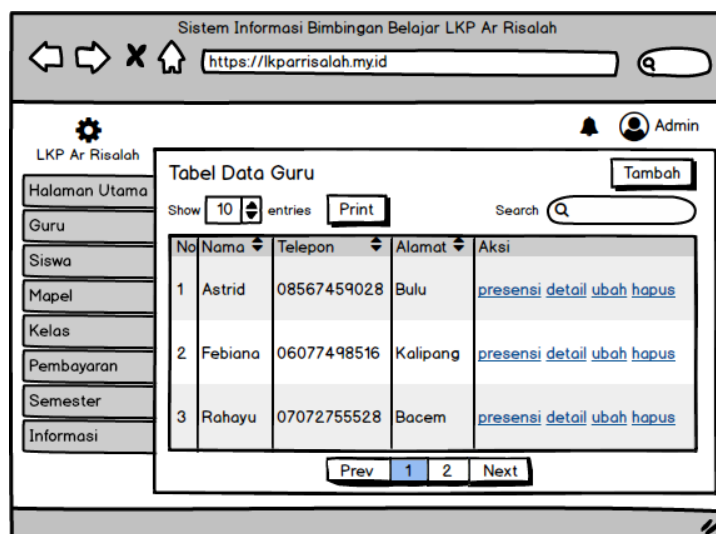 Sistem Informasi Bimbingan Belajar LKP Ar Risalah
https://lkparrisalah.my.id
Admin
LKP Ar Risalah
Halaman Utama
Guru
Siswa
Mapel
Kelas
Pembayaran
Semester
Informasi
Tabel Data Guru
Tambah
Show 10 entries Print Search
No Nama Telepon Alamat Aksi
1 Astrid 08567459028 Bulu presensi detail ubah hapus
2 Febiana 06077498516 Kalipang presensi detail ubah hapus
3 Rahayu 07072755528 Bacem presensi detail ubah hapus
Prev 1 2 Next